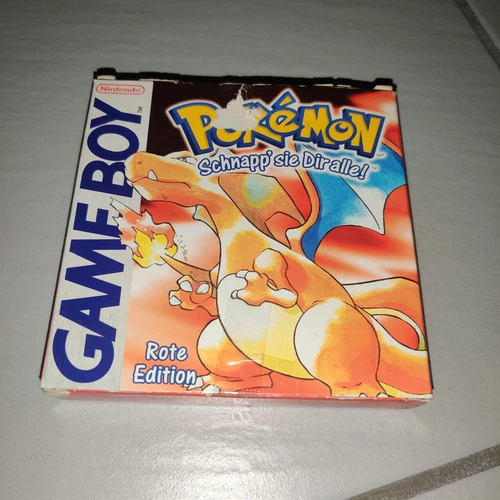 Nintendo
GAME BOY
TM
POKéMON
Schnapp' sie Dir alle!
Rote
Edition